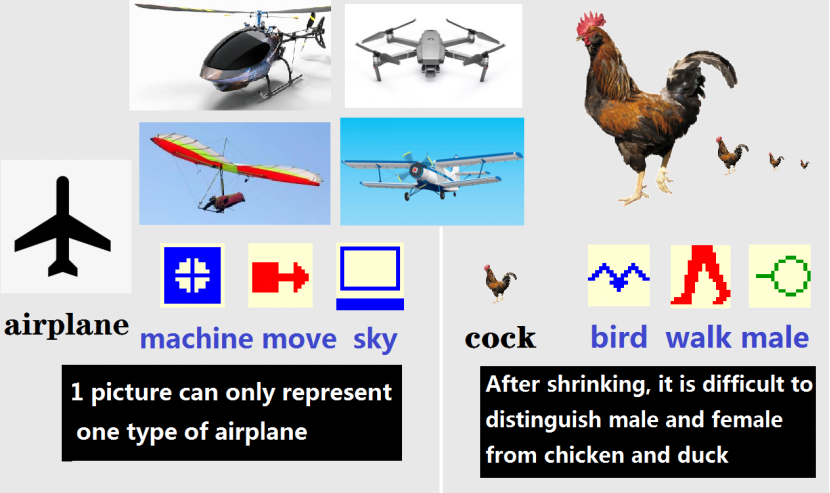 airplane
machine move sky
1 picture can only represent
one type of airplane
cock
bird walk male
After shrinking, it is difficult to
distinguish male and female
from chicken and duck